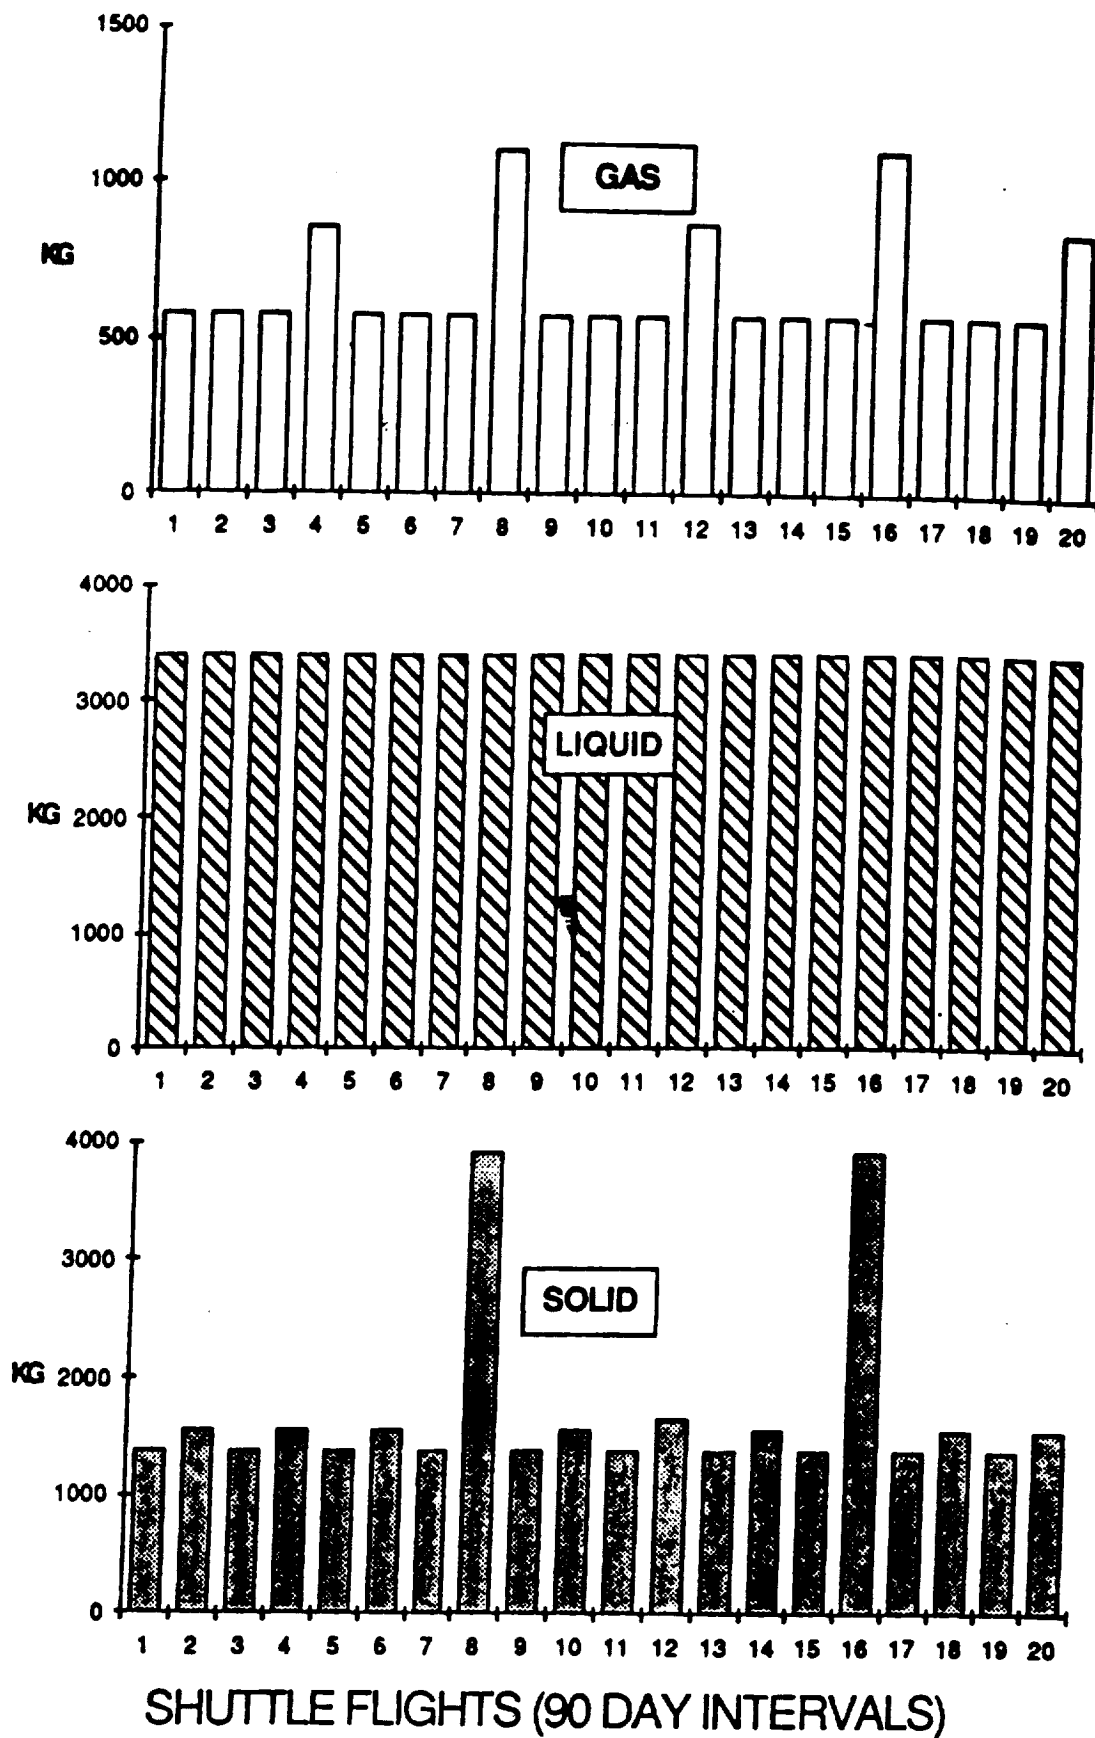 1500
1000
KG
500
0
GAS
1 2 3 4 5 6 7 8 9 10 11 12 13 14 15 16 17 18 19 20
4000
3000
KG 2000
1000
0
LIQUID
1 2 3 4 5 6 7 8 9 10 11 12 13 14 15 16 17 18 19 20
4000
3000
KG 2000
1000
0
SOLID
1 2 3 4 5 6 7 8 9 10 11 12 13 14 15 16 17 18 19 20
SHUTTLE FLIGHTS (90 DAY INTERVALS)